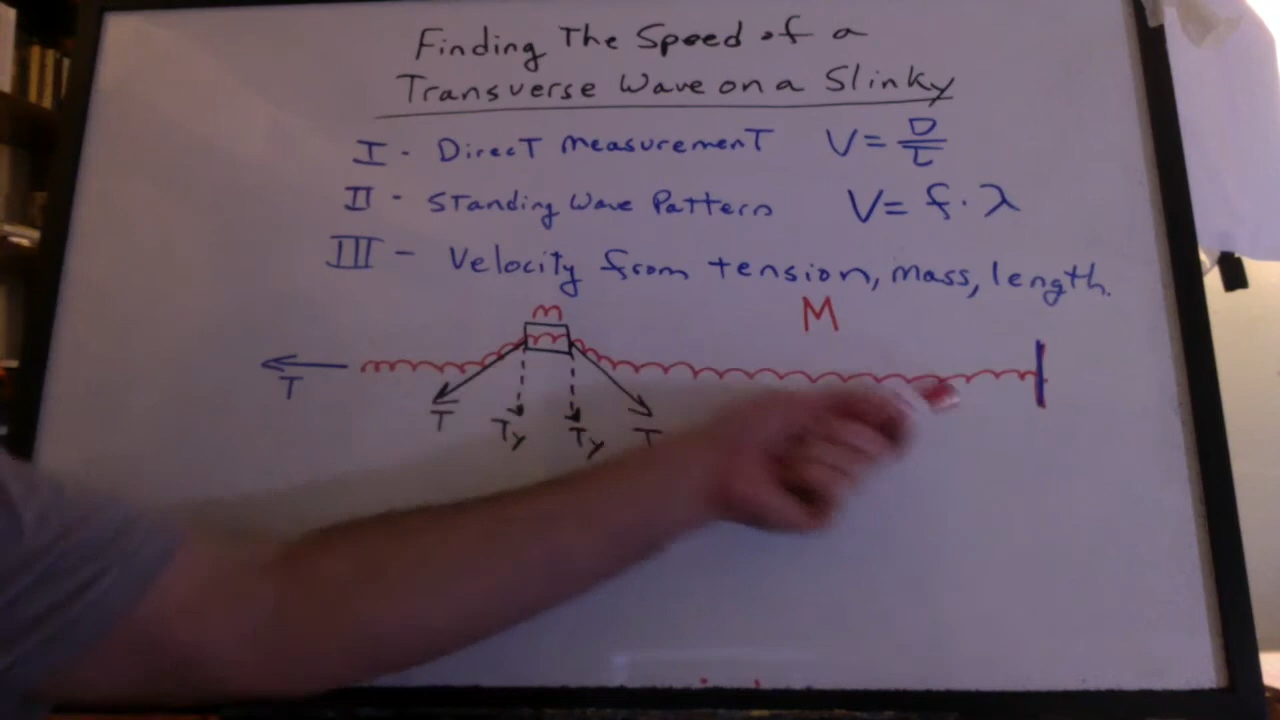 Finding The Speed of a
Transverse Wave on a Slinky
I - Direct measurement V = D/t
II - Standing Wave Pattern V = f · λ
III - Velocity from tension, mass, length.
m
M
T
T
Ty
Ty
T